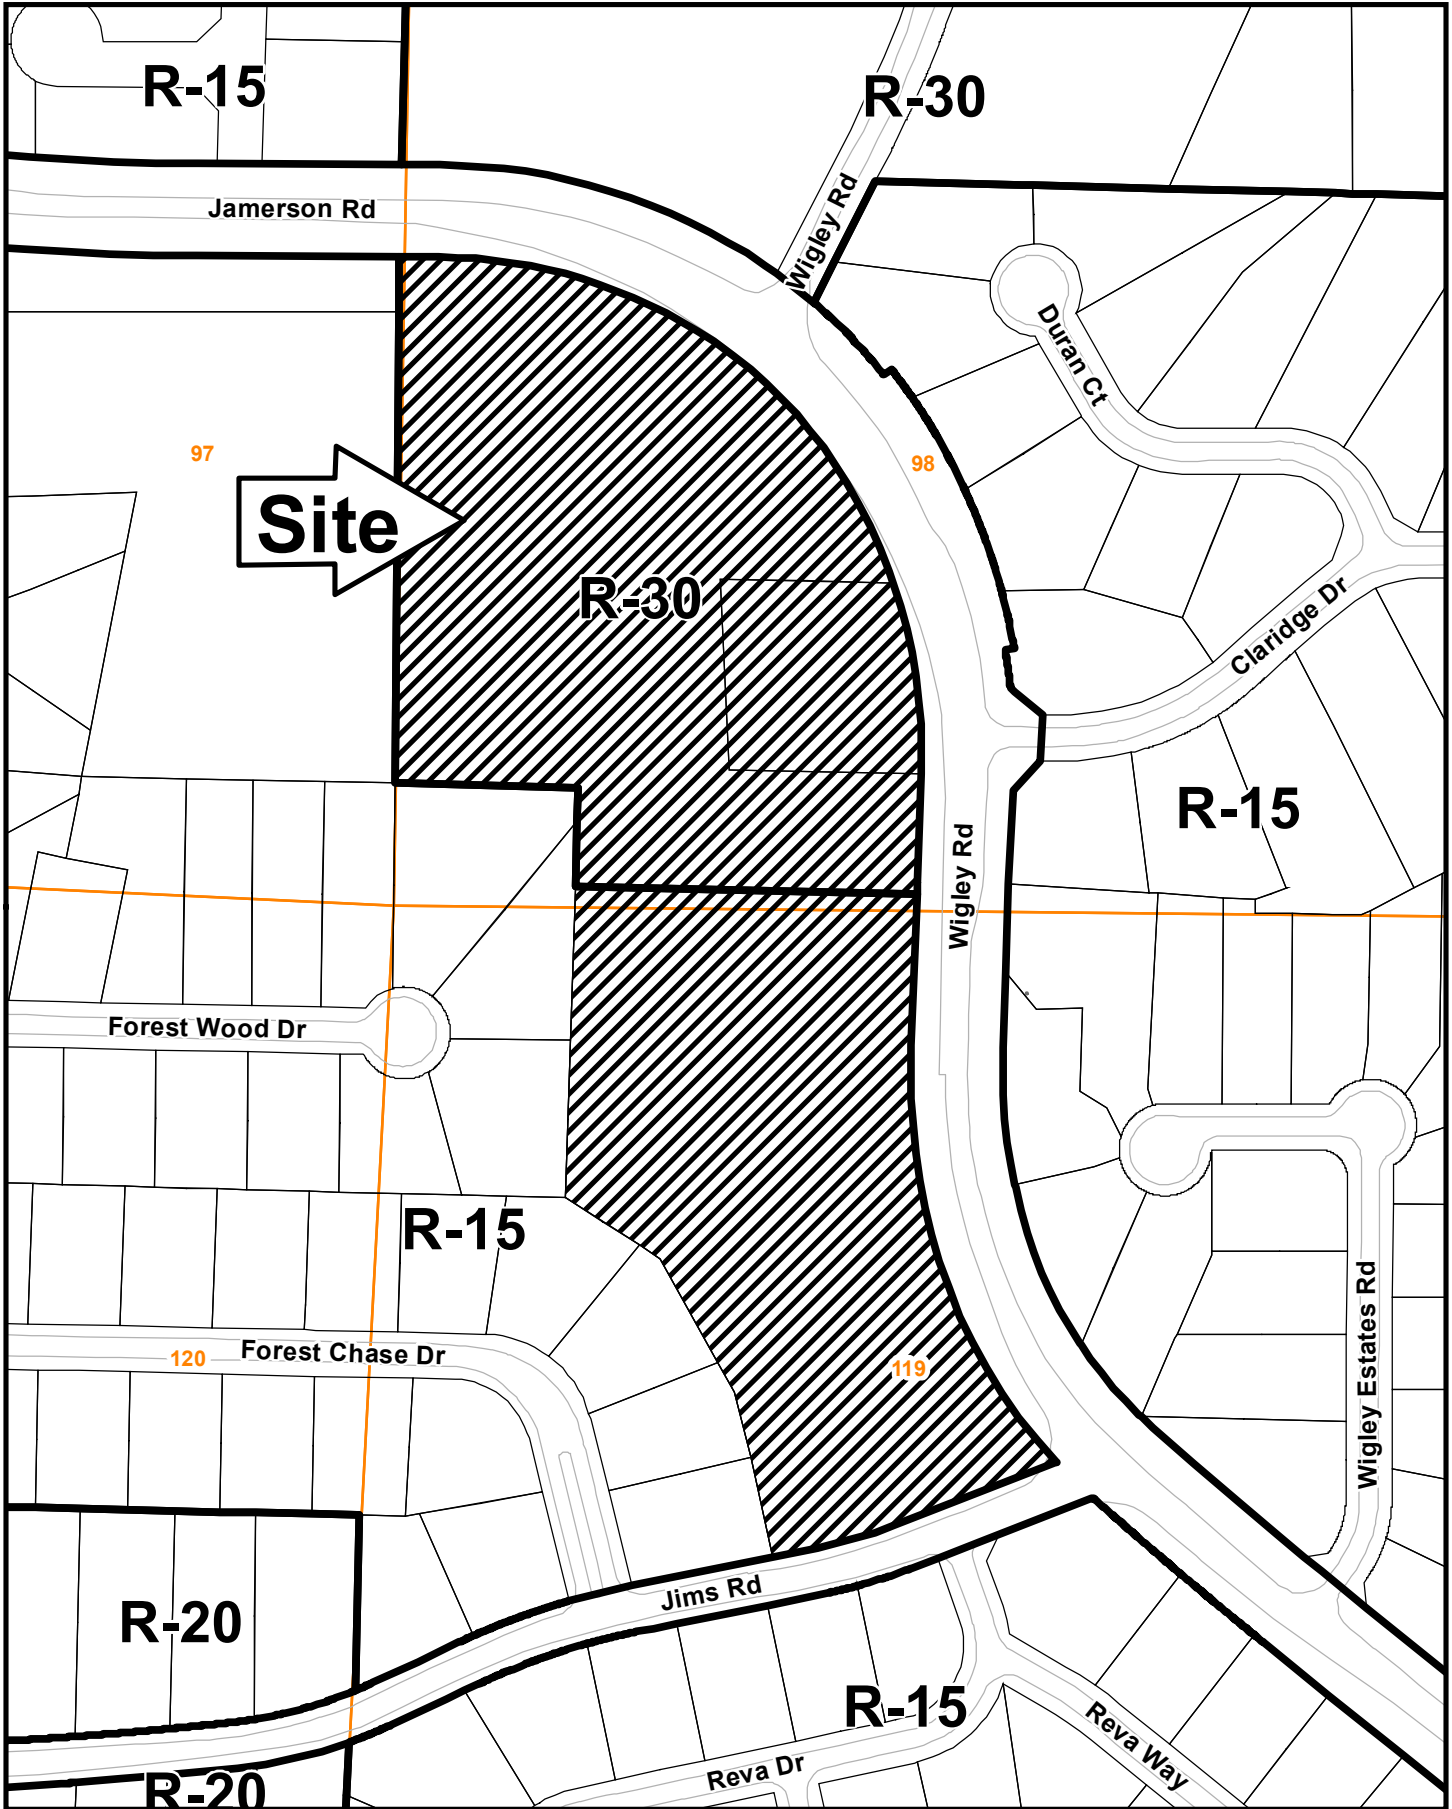 R-15
R-30
Jamerson Rd
Wigley Rd
Duran Ct
97
98
Site
R-30
Claridge Dr
R-15
Wigley Rd
Forest Wood Dr
R-15
Forest Chase Dr
120
119
Wigley Estates Rd
Jims Rd
R-20
R-15
Reva Way
Reva Dr
R-20